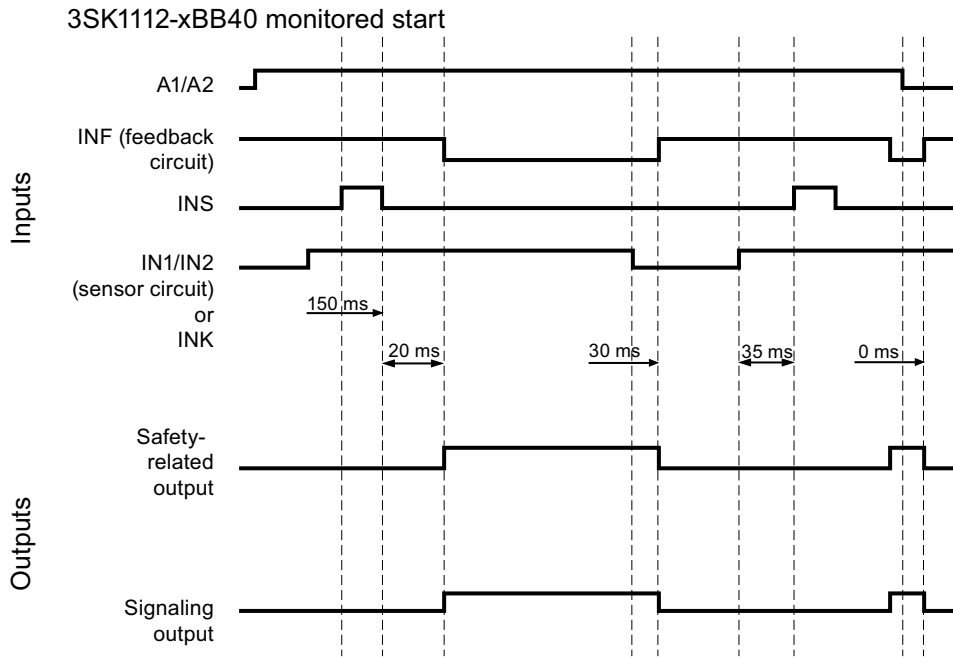 3SK1112-xBB40 monitored start
Inputs
A1/A2
INF (feedback
circuit)
INS
IN1/IN2
(sensor circuit)
or
INK
150 ms
20 ms
30 ms
35 ms
0 ms
Outputs
Safety-
related
output
Signaling
output